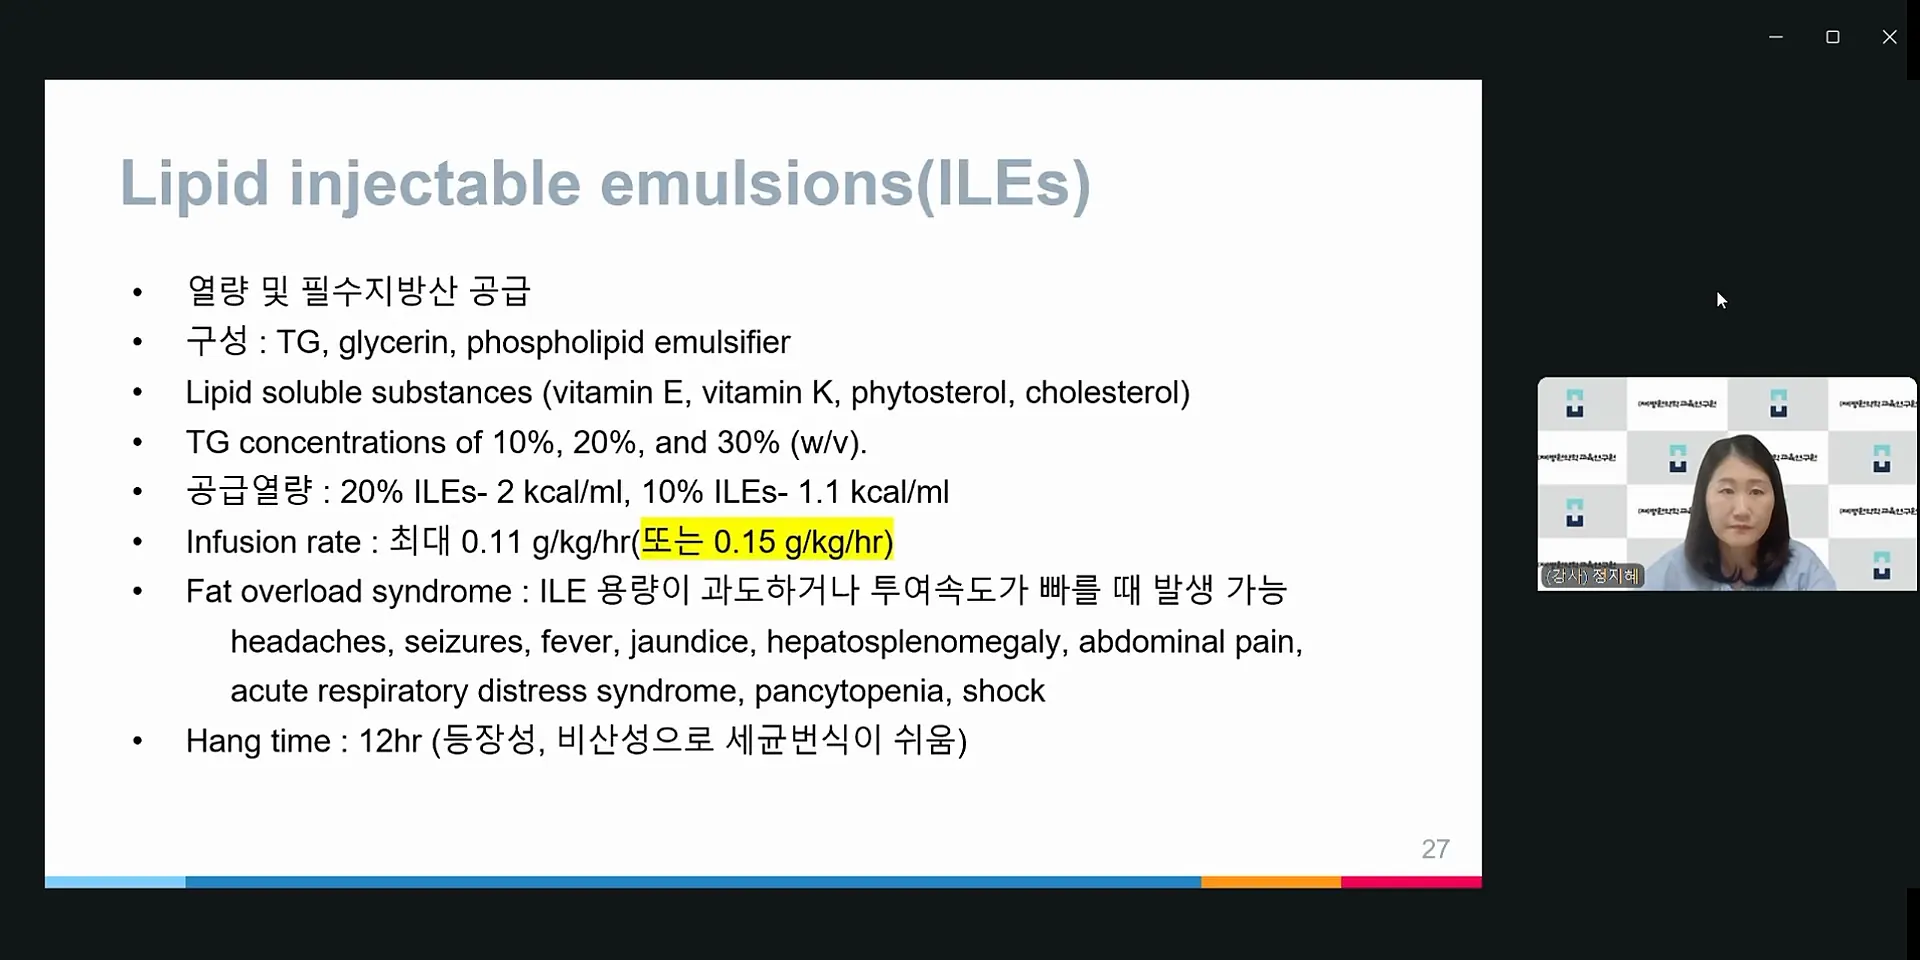 Lipid injectable emulsions(ILEs)
• 열량 및 필수지방산 공급
• 구성 : TG, glycerin, phospholipid emulsifier
• Lipid soluble substances (vitamin E, vitamin K, phytosterol, cholesterol)
• TG concentrations of 10%, 20%, and 30% (w/v).
• 공급열량 : 20% ILEs- 2 kcal/ml, 10% ILEs- 1.1 kcal/ml
• Infusion rate : 최대 0.11 g/kg/hr(또는 0.15 g/kg/hr)
• Fat overload syndrome : ILE 용량이 과도하거나 투여속도가 빠를 때 발생 가능
headaches, seizures, fever, jaundice, hepatosplenomegaly, abdominal pain,
acute respiratory distress syndrome, pancytopenia, shock
• Hang time : 12hr (등장성, 비산성으로 세균번식이 쉬움)
27
(강사) 정지혜